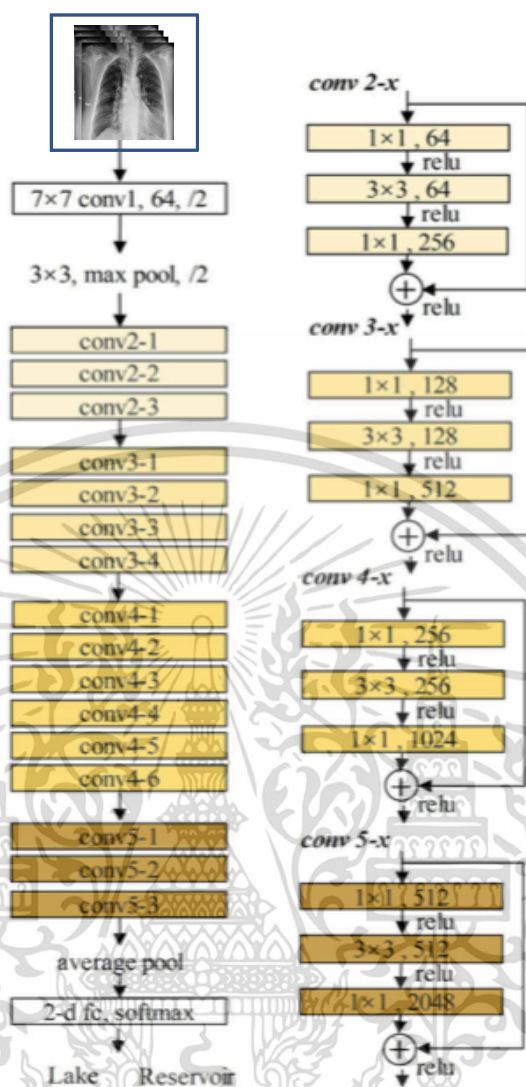 7×7 conv1, 64, /2
3×3, max pool, /2
conv2-1
conv2-2
conv2-3
conv3-1
conv3-2
conv3-3
conv3-4
conv4-1
conv4-2
conv4-3
conv4-4
conv4-5
conv4-6
conv5-1
conv5-2
conv5-3
average pool
2-d fc, softmax
Lake Reservoir
conv 2-x
1×1 , 64
relu
3×3 , 64
relu
1×1 , 256
relu
conv 3-x
1×1 , 128
relu
3×3 , 128
relu
1×1 , 512
relu
conv 4-x
1×1 , 256
relu
3×3 , 256
relu
1×1 , 1024
relu
conv 5-x
1×1 , 512
relu
3×3 , 512
relu
1×1 , 2048
relu